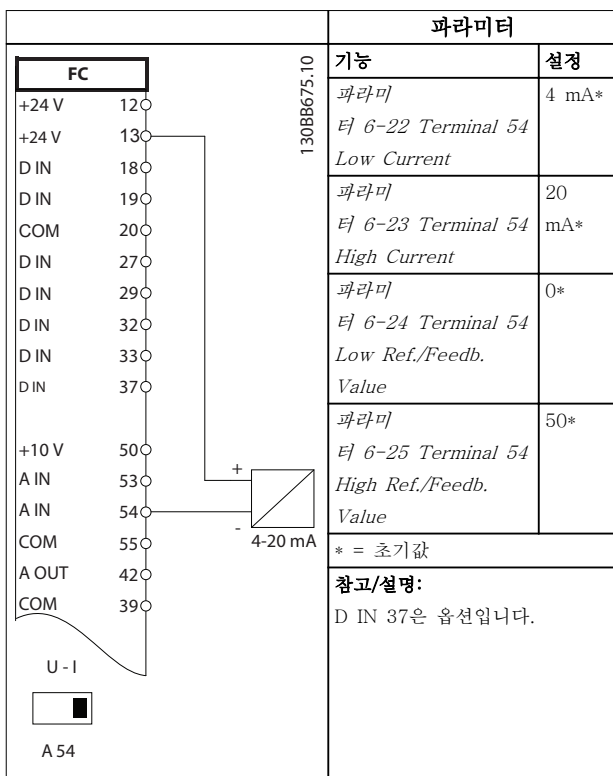 파라미터
기능 설정
파라미
터 6-22 Terminal 54
Low Current
4 mA*
파라미
터 6-23 Terminal 54
High Current
20
mA*
파라미
터 6-24 Terminal 54
Low Ref./Feedb.
Value
0*
파라미
터 6-25 Terminal 54
High Ref./Feedb.
Value
50*
* = 초기값
참고/설명:
D IN 37은 옵션입니다.
130BB675.10
FC
+24 V 12
+24 V 13
D IN 18
D IN 19
COM 20
D IN 27
D IN 29
D IN 32
D IN 33
D IN 37
+10 V 50
A IN 53
A IN 54
COM 55
A OUT 42
COM 39
+
-
4-20 mA
U - I
A 54